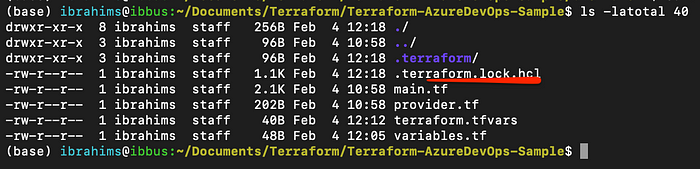 (base) ibrahims@ibbus:~/Documents/Terraform/Terraform-AzureDevOps-Sample$ ls -latotal 40
drwxr-xr-x 8 ibrahims staff 256B Feb 4 12:18 ./
drwxr-xr-x 3 ibrahims staff 96B Feb 4 10:58 ../
drwxr-xr-x 3 ibrahims staff 96B Feb 4 12:18 .terraform/
-rw-r--r-- 1 ibrahims staff 1.1K Feb 4 12:18 .terraform.lock.hcl
-rw-r--r-- 1 ibrahims staff 2.1K Feb 4 10:58 main.tf
-rw-r--r-- 1 ibrahims staff 202B Feb 4 10:58 provider.tf
-rw-r--r-- 1 ibrahims staff 40B Feb 4 12:12 terraform.tfvars
-rw-r--r-- 1 ibrahims staff 48B Feb 4 12:05 variables.tf
(base) ibrahims@ibbus:~/Documents/Terraform/Terraform-AzureDevOps-Sample$